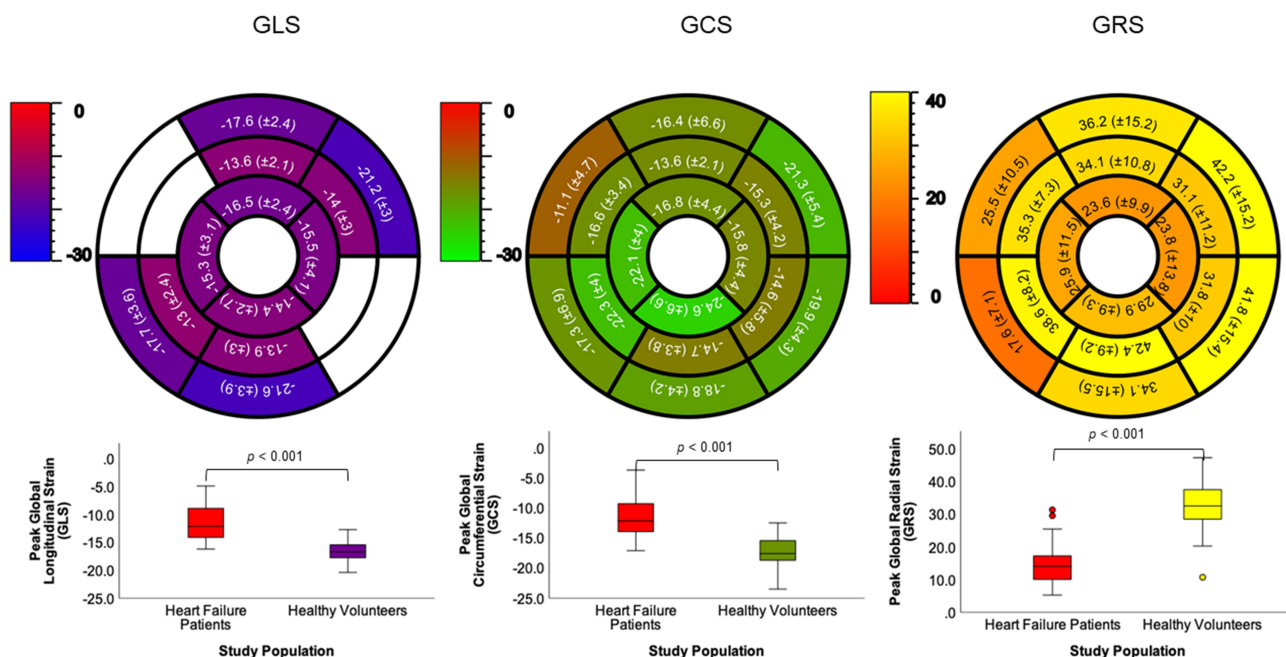 GLS
GCS
GRS
0
-30
-17.6 (±2.4)
-21.2 (±3)
-21.6 (±3.9)
-17.7 (±3.6)
-13.6 (±2.1)
-14 (±3)
-13.9 (±3)
-13 (±2.4)
-16.5 (±2.4)
-15.5 (±4.1)
-14.4 (±2.7)
-15.3 (±3.1)
0
-30
-16.4 (±6.6)
-21.3 (±5.4)
-19.9 (±4.3)
-18.8 (±4.2)
-17.3 (±6.9)
-11.1 (±4.7)
-13.6 (±2.1)
-15.3 (±4.2)
-14.6 (±5.8)
-14.7 (±3.8)
-22.3 (±4)
-16.6 (±3.4)
-16.8 (±4.4)
-15.8 (±4.4)
-24.6 (±6.6)
-22.1 (±4)
40
20
0
36.2 (±15.2)
42.2 (±15.2)
41.8 (±15.4)
34.1 (±15.5)
17.6 (±7.1)
25.5 (±10.5)
34.1 (±10.8)
31.1 (±11.2)
31.8 (±10)
42.4 (±9.2)
38.6 (±8.2)
35.3 (±7.3)
23.6 (±9.9)
23.8 (±13.8)
29.9 (±9.3)
25.9 (±11.5)
Peak Global
Longitudinal Strain
(GLS)
.0
-5.0
-10.0
-15.0
-20.0
-25.0
p < 0.001
Heart Failure
Patients
Healthy Volunteers
Study Population
Peak Global
Circumferential Strain
(GCS)
.0
-5.0
-10.0
-15.0
-20.0
-25.0
p < 0.001
Heart Failure
Patients
Healthy Volunteers
Study Population
Peak Global Radial Strain
(GRS)
50.0
40.0
30.0
20.0
10.0
.0
p < 0.001
Heart Failure Patients
Healthy Volunteers
Study Population